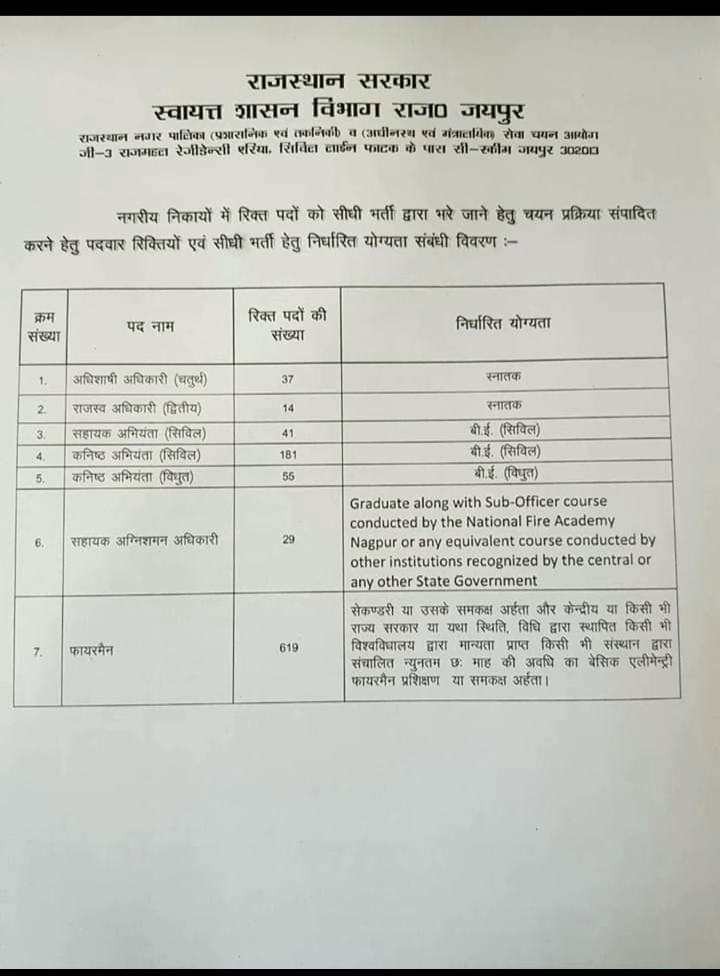 राजस्थान सरकार
स्वायत्त शासन विभाग राज0 जयपुर
राजस्थान नगर पालिका (प्रशासनिक एवं तकनिकी) व (अधीनस्थ एवं मंत्रालयिक) सेवा चयन आयोग
जी-3 राजमहल रेजीडेन्सी एरिया, सिविल लाईन फाटक के पास सी-स्कीम जयपुर 302013
नगरीय निकायों में रिक्त पदों को सीधी भर्ती द्वारा भरे जाने हेतु चयन प्रक्रिया संपादित
करने हेतु पदवार रिक्तियों एवं सीधी भर्ती हेतु निर्धारित योग्यता संबंधी विवरण :–
क्रम संख्या पद नाम रिक्त पदों की संख्या निर्धारित योग्यता
1. अधिशाषी अधिकारी (चतुर्थ) 37 स्नातक
2. राजस्व अधिकारी (द्वितीय) 14 स्नातक
3. सहायक अभियंता (सिविल) 41 बी.ई. (सिविल)
4. कनिष्ठ अभियंता (सिविल) 181 बी.ई. (सिविल)
5. कनिष्ठ अभियंता (विधुत) 55 बी.ई. (विधुत)
6. सहायक अग्निशमन अधिकारी 29
Graduate along with Sub-Officer course
conducted by the National Fire Academy
Nagpur or any equivalent course conducted by
other institutions recognized by the central or
any other State Government
7. फायरमैन 619
सेकण्डरी या उसके समकक्ष अर्हता और केन्द्रीय या किसी भी
राज्य सरकार या यथा स्थिति, विधि द्वारा स्थापित किसी भी
विश्वविधालय द्वारा मान्यता प्राप्त किसी भी संस्थान द्वारा
संचालित न्युनतम छः माह की अवधि का बेसिक एलीमेन्ट्री
फायरमैन प्रशिक्षण या समकक्ष अर्हता।